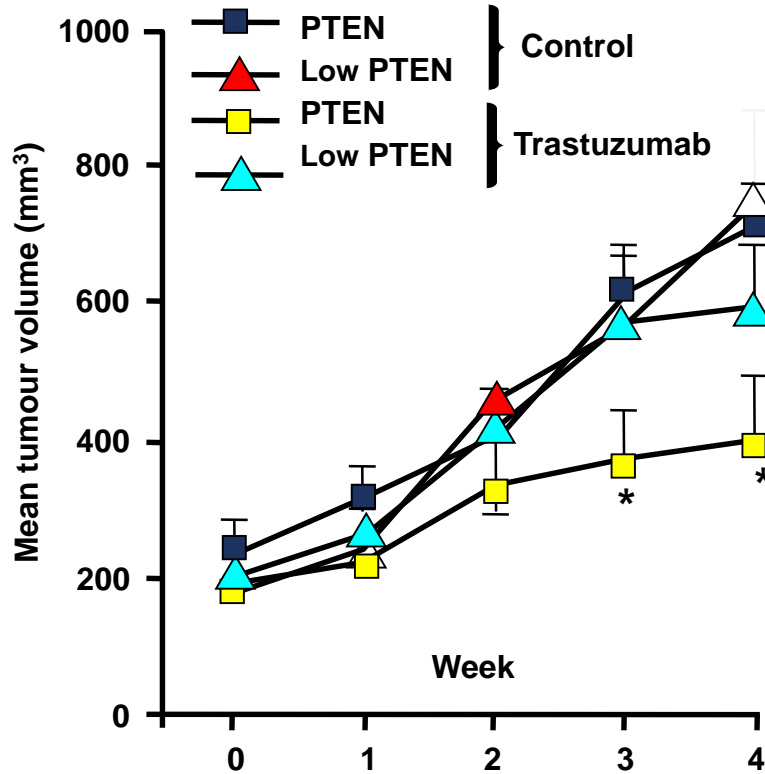 1000
800
600
400
200
0
Mean tumour volume (mm³)
PTEN
Low PTEN
Control
PTEN
Low PTEN
Trastuzumab
*
*
Week
0 1 2 3 4